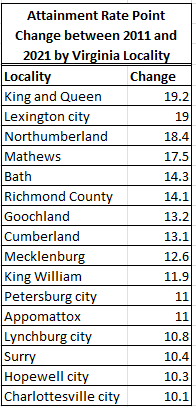 Attainment Rate Point
Change between 2011 and
2021 by Virginia Locality
Locality Change
King and Queen 19.2
Lexington city 19
Northumberland 18.4
Mathews 17.5
Bath 14.3
Richmond County 14.1
Goochland 13.2
Cumberland 13.1
Mecklenburg 12.6
King William 11.9
Petersburg city 11
Appomattox 11
Lynchburg city 10.8
Surry 10.4
Hopewell city 10.3
Charlottesville city 10.1